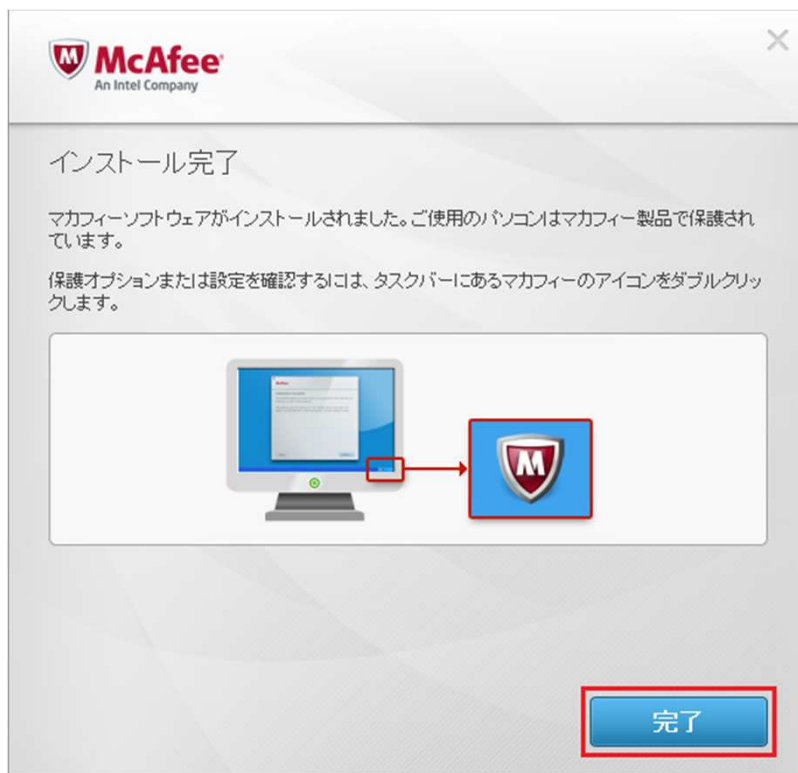 McAfee
An Intel Company
インストール完了
マカフィーソフトウェアがインストールされました。ご使用のパソコンはマカフィー製品で保護され
ています。
保護オプションまたは設定を確認するには、タスクバーにあるマカフィーのアイコンをダブルクリッ
クします。
完了